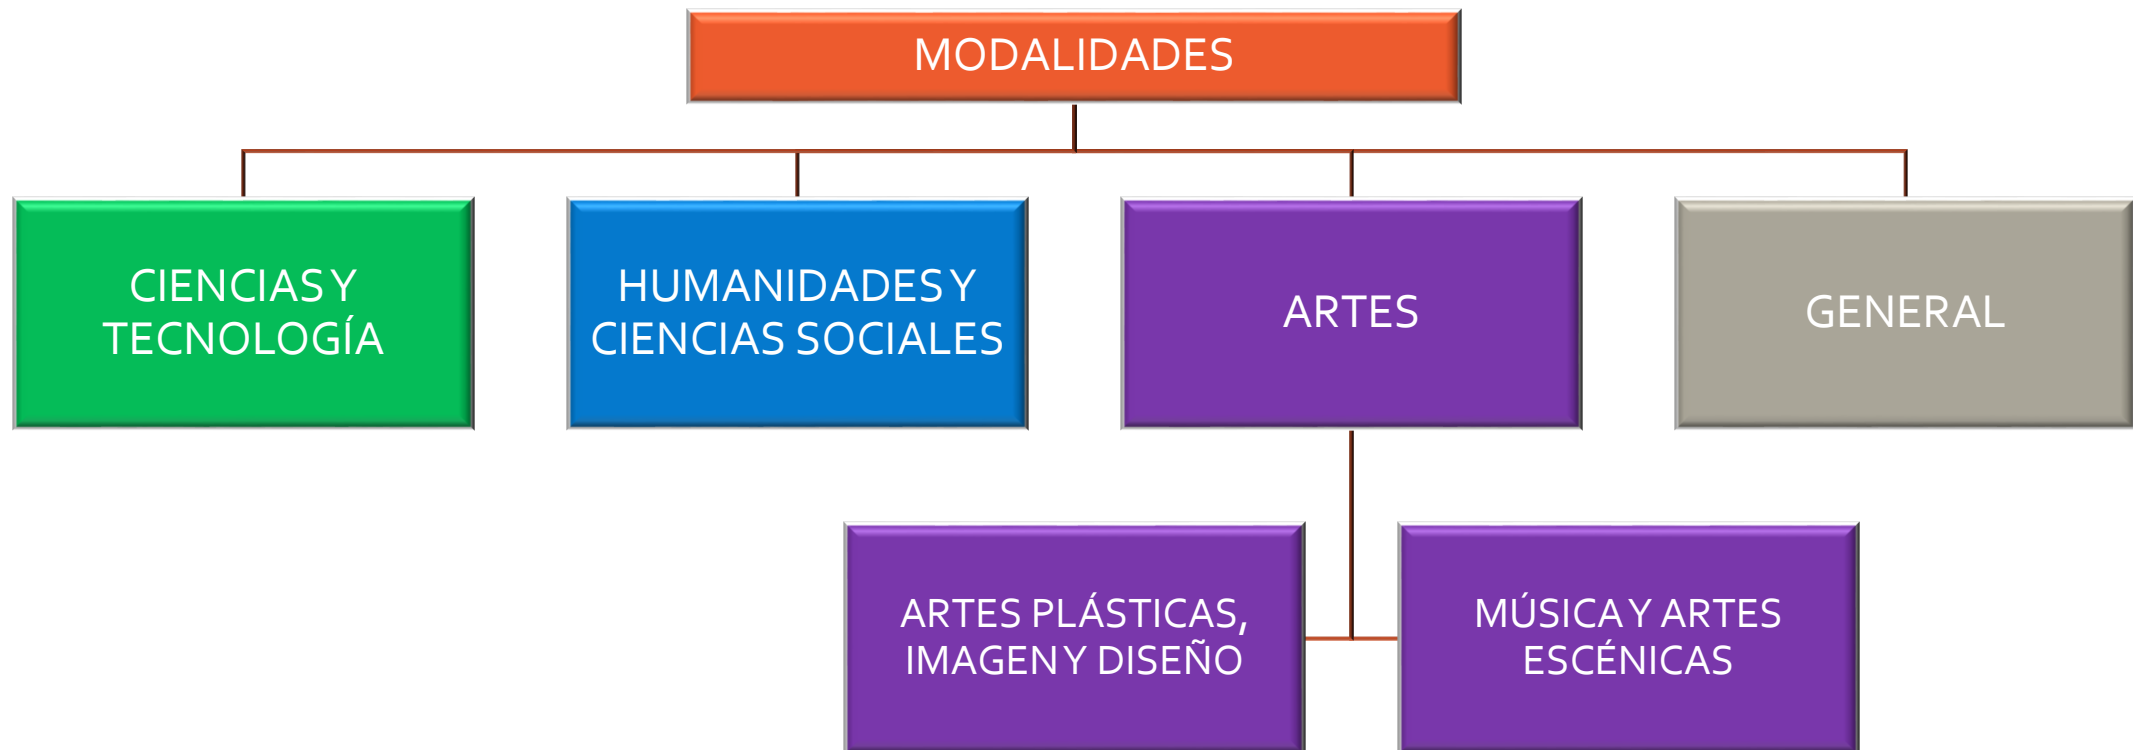 MODALIDADES
CIENCIAS Y
TECNOLOGÍA
HUMANIDADES Y
CIENCIAS SOCIALES
ARTES
GENERAL
ARTES PLÁSTICAS,
IMAGEN Y DISEÑO
MÚSICA Y ARTES
ESCÉNICAS